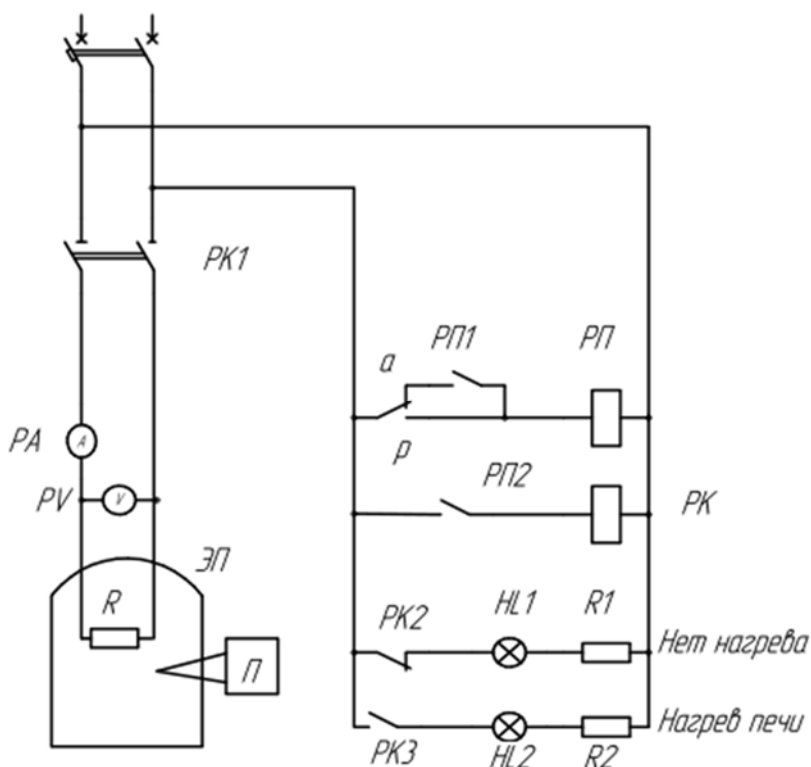 РК1
РП1
РП
а
РА
A
р
PV
V
РП2
РК
ЭП
R
РК2
HL1
R1
Нет нагрева
П
Нагрев печи
РК3
HL2
R2